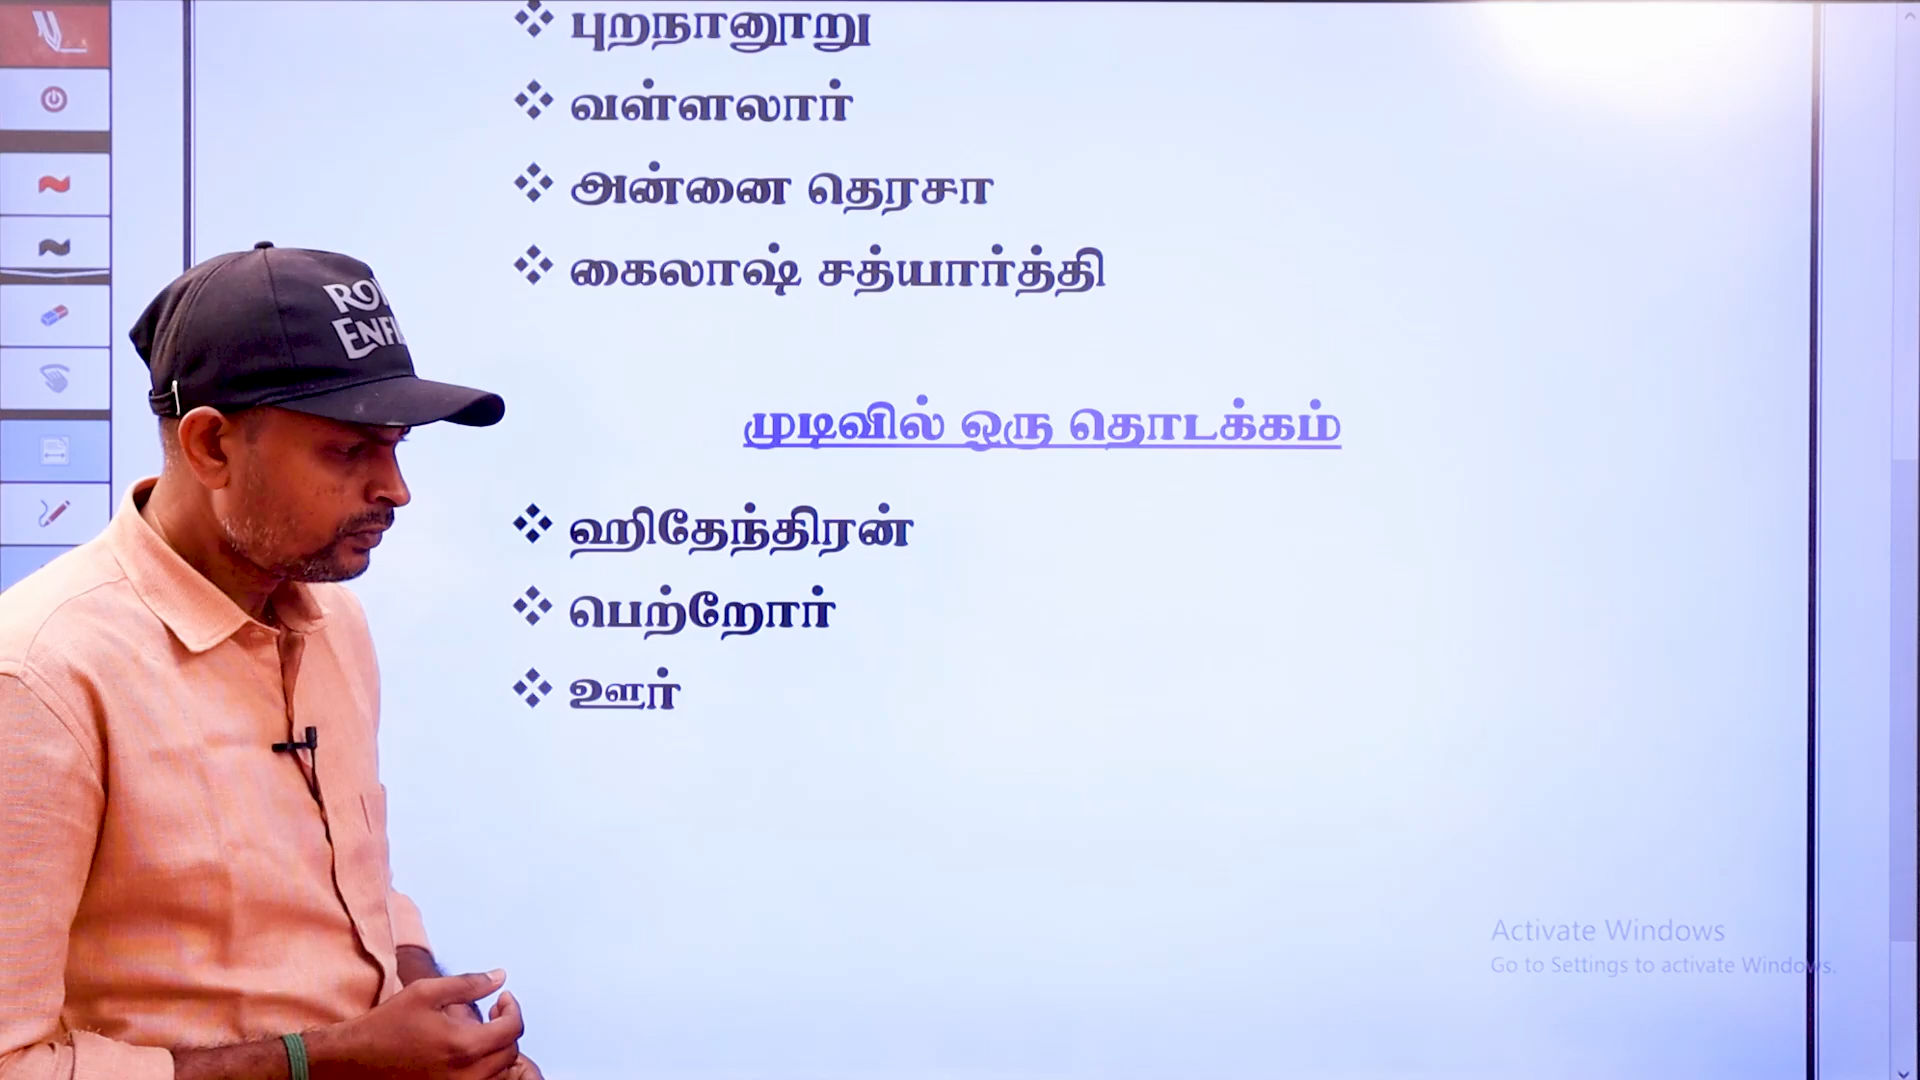 புறநானூறு
வள்ளலார்
அன்னை தெரசா
கைலாஷ் சத்யார்த்தி
முடிவில் ஒரு தொடக்கம்
ஹிதேந்திரன்
பெற்றோர்
ஊர்
Activate Windows
Go to Settings to activate Windows.